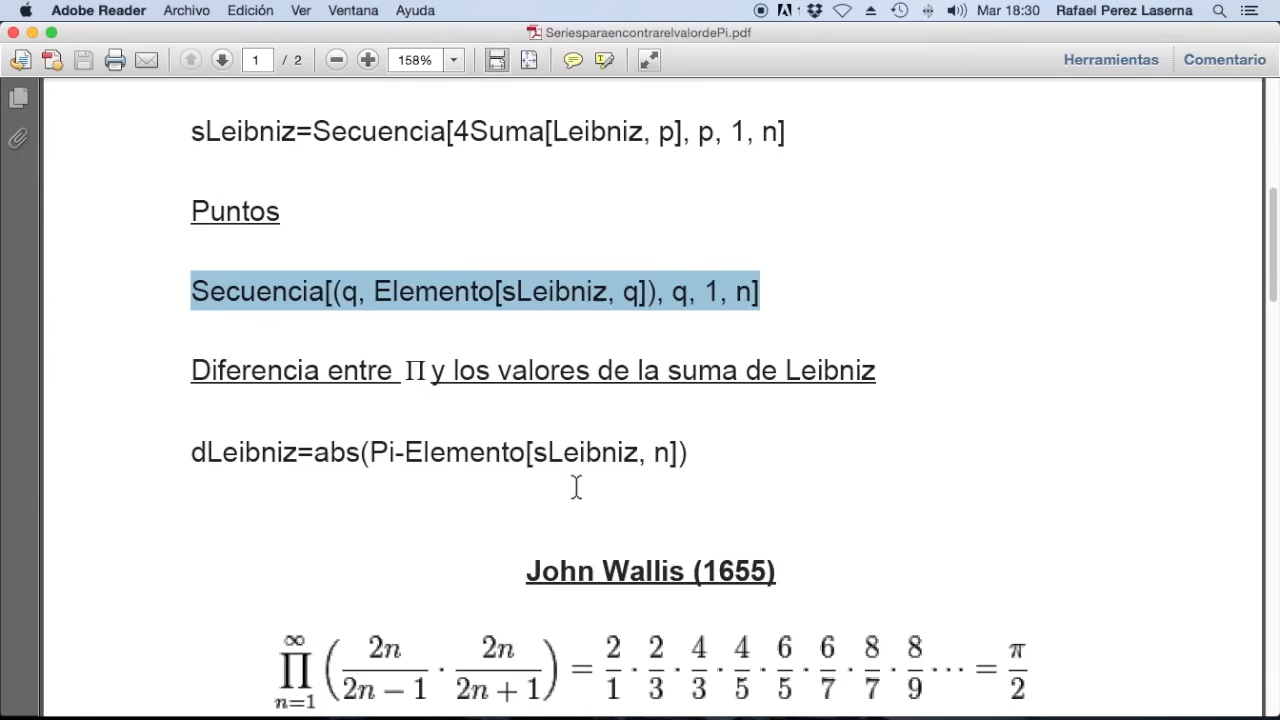 Adobe Reader Archivo Edición Ver Ventana Ayuda 1 Mar 18:30 Rafael Perez Laserna
SeriesparaencontrarelvalordePi.pdf
1 / 2 158% Herramientas Comentario
sLeibniz=Secuencia[4Suma[Leibniz, p], p, 1, n]
Puntos
Secuencia[(q, Elemento[sLeibniz, q]), q, 1, n]
Diferencia entre Π y los valores de la suma de Leibniz
dLeibniz=abs(Pi-Elemento[sLeibniz, n])
John Wallis (1655)
∏_{n=1}^{∞} (2n/(2n − 1) · 2n/(2n + 1)) = 2/1 · 2/3 · 4/3 · 4/5 · 6/5 · 6/7 · 8/7 · 8/9 ⋯ = π/2